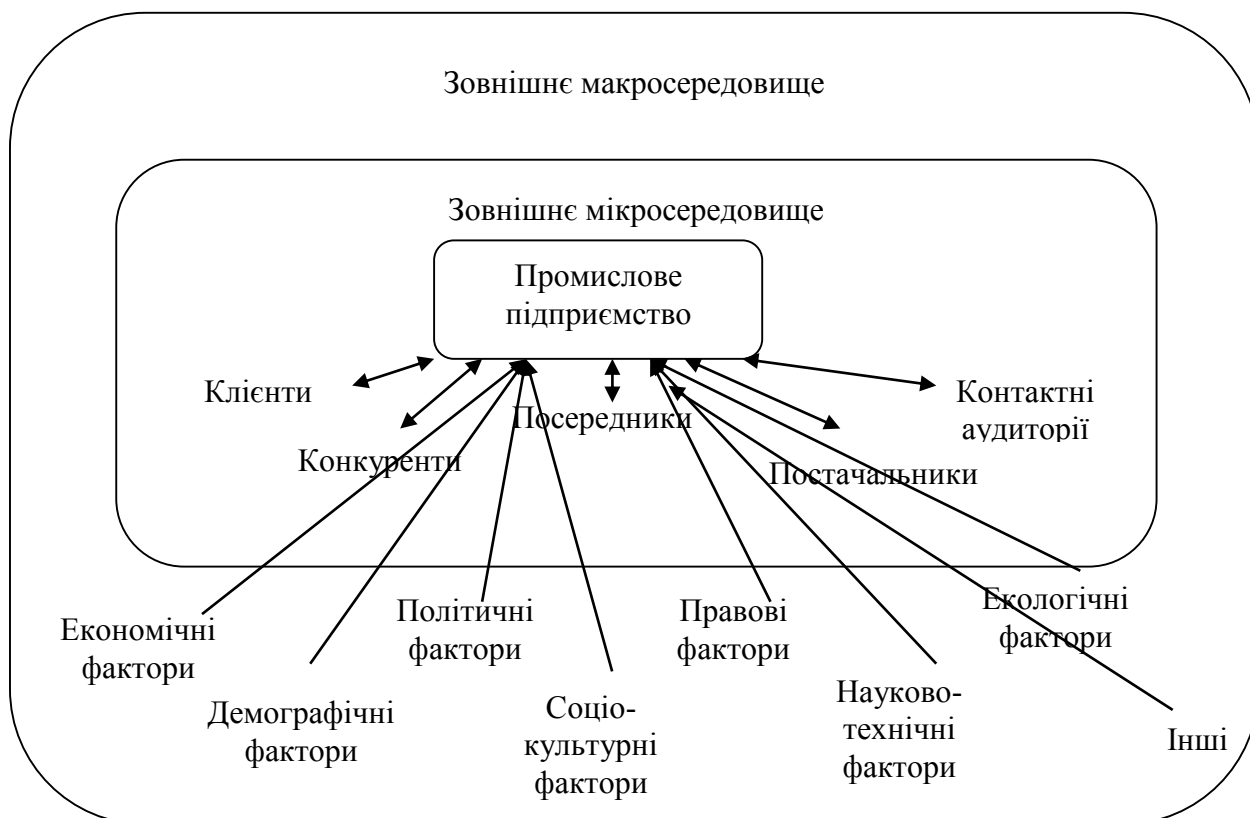 Зовнішнє макросередовище
Зовнішнє мікросередовище
Промислове
підприємство
Клієнти
Конкуренти
Посередники
Постачальники
Контактні
аудиторії
Економічні
фактори
Демографічні
фактори
Політичні
фактори
Соціо-
культурні
фактори
Правові
фактори
Науково-
технічні
фактори
Екологічні
фактори
Інші